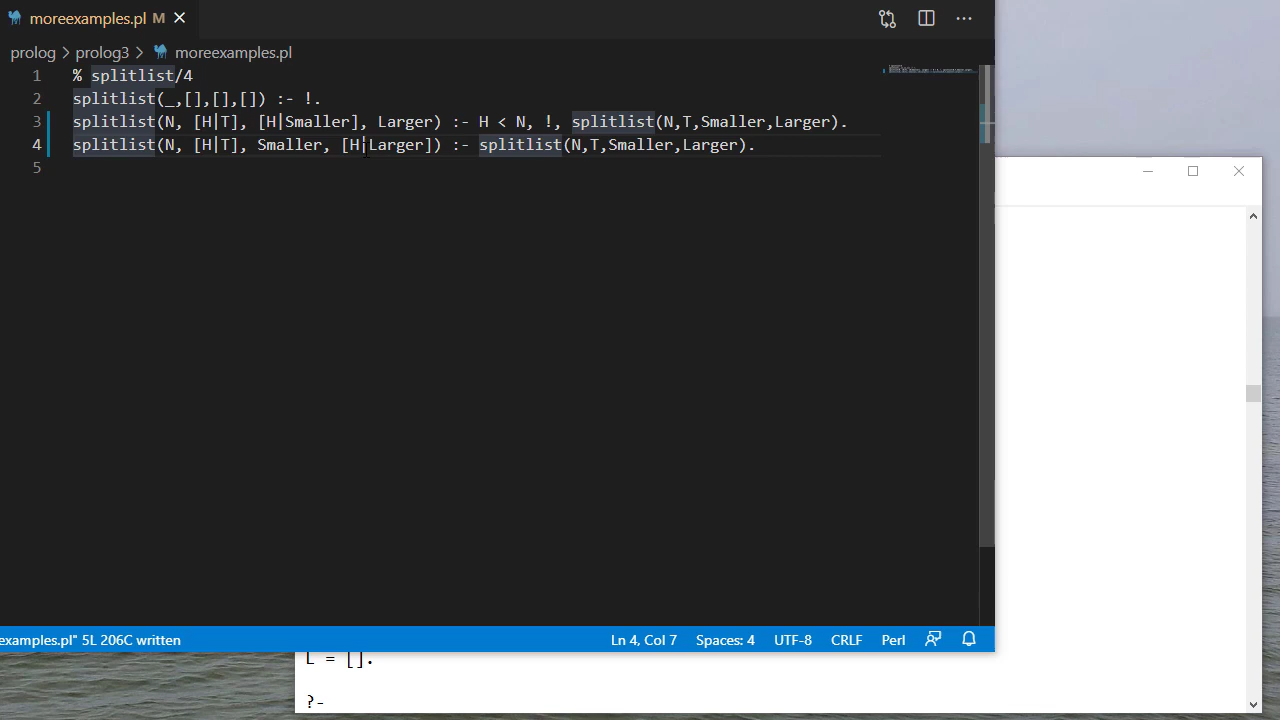 moreexamples.pl M
prolog > prolog3 > moreexamples.pl
1 % splitlist/4
2 splitlist(_,[],[],[]) :- !.
3 splitlist(N, [H|T], [H|Smaller], Larger) :- H < N, !, splitlist(N,T,Smaller,Larger).
4 splitlist(N, [H|T], Smaller, [H|Larger]) :- splitlist(N,T,Smaller,Larger).
5
examples.pl" 5L 206C written Ln 4, Col 7 Spaces: 4 UTF-8 CRLF Perl
L = [].
?-